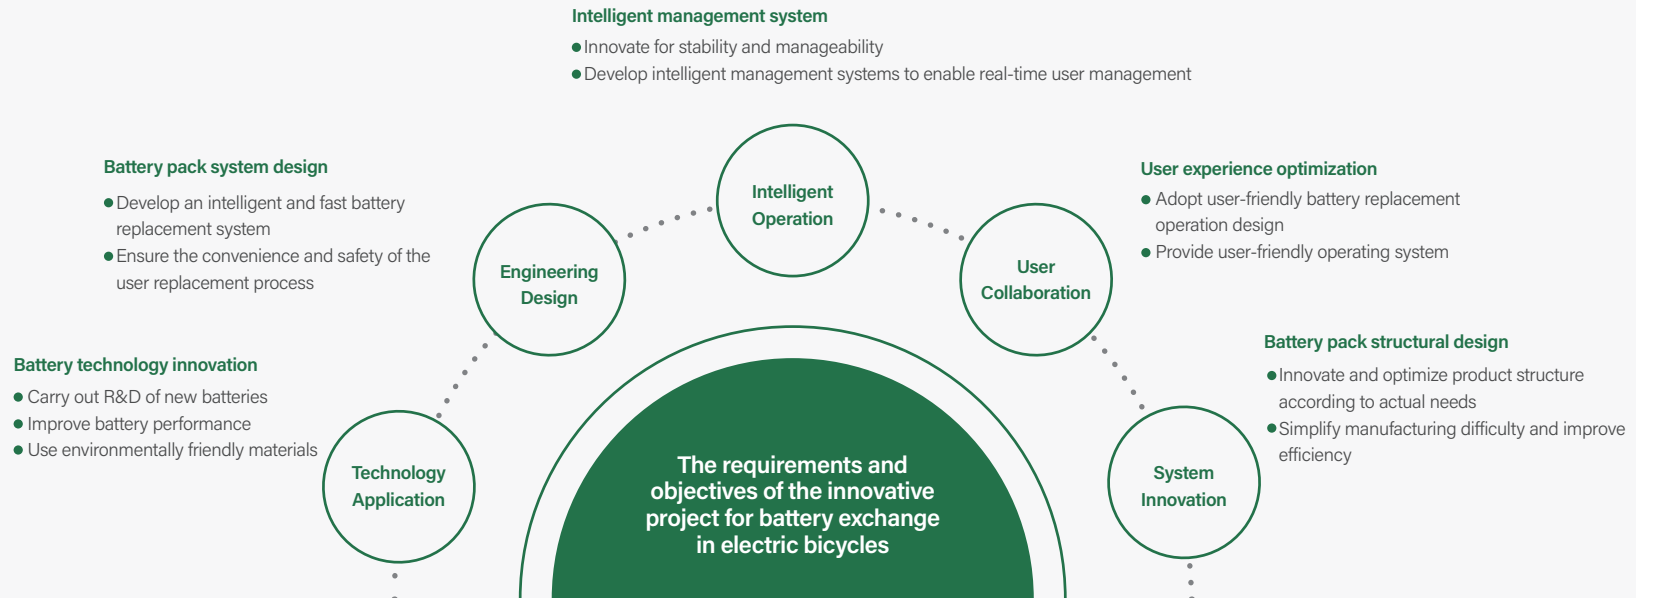 Intelligent management system
Innovate for stability and manageability
Develop intelligent management systems to enable real-time user management
Intelligent
Operation
Battery pack system design
Develop an intelligent and fast battery
replacement system
Ensure the convenience and safety of the
user replacement process
Engineering
Design
User experience optimization
Adopt user-friendly battery replacement
operation design
Provide user-friendly operating system
User
Collaboration
Battery technology innovation
Carry out R&D of new batteries
Improve battery performance
Use environmentally friendly materials
Technology
Application
Battery pack structural design
Innovate and optimize product structure
according to actual needs
Simplify manufacturing difficulty and improve
efficiency
System
Innovation
The requirements and
objectives of the innovative
project for battery exchange
in electric bicycles